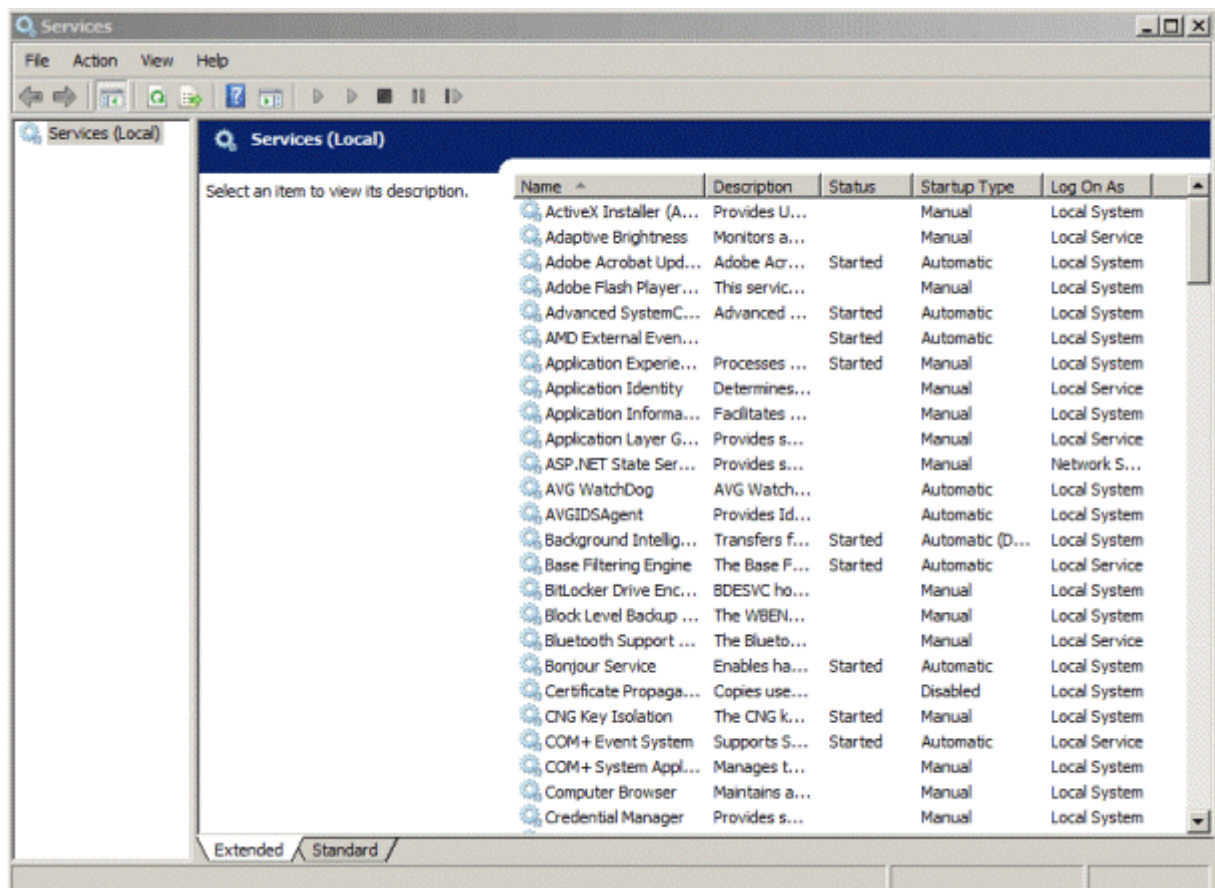 Services
File Action View Help
Services (Local)
Services (Local)
Select an item to view its description.
Name Description Status Startup Type Log On As
ActiveX Installer (A... Provides U... Manual Local System
Adaptive Brightness Monitors a... Manual Local Service
Adobe Acrobat Upd... Adobe Acr... Started Automatic Local System
Adobe Flash Player... This servic... Manual Local System
Advanced SystemC... Advanced ... Started Automatic Local System
AMD External Even... Started Automatic Local System
Application Experie... Processes ... Started Manual Local System
Application Identity Determines... Manual Local Service
Application Informa... Facilitates ... Manual Local System
Application Layer G... Provides s... Manual Local Service
ASP.NET State Ser... Provides s... Manual Network S...
AVG WatchDog AVG Watch... Automatic Local System
AVGIDSAgent Provides Id... Automatic Local System
Background Intellig... Transfers f... Started Automatic (D... Local System
Base Filtering Engine The Base F... Started Automatic Local Service
BitLocker Drive Enc... BDESVC ho... Manual Local System
Block Level Backup ... The WBEN... Manual Local System
Bluetooth Support ... The Blueto... Manual Local Service
Bonjour Service Enables ha... Started Automatic Local System
Certificate Propaga... Copies use... Disabled Local System
CNG Key Isolation The CNG k... Started Manual Local System
COM+ Event System Supports S... Started Automatic Local Service
COM+ System Appl... Manages t... Manual Local System
Computer Browser Maintains a... Manual Local System
Credential Manager Provides s... Manual Local System
Extended Standard